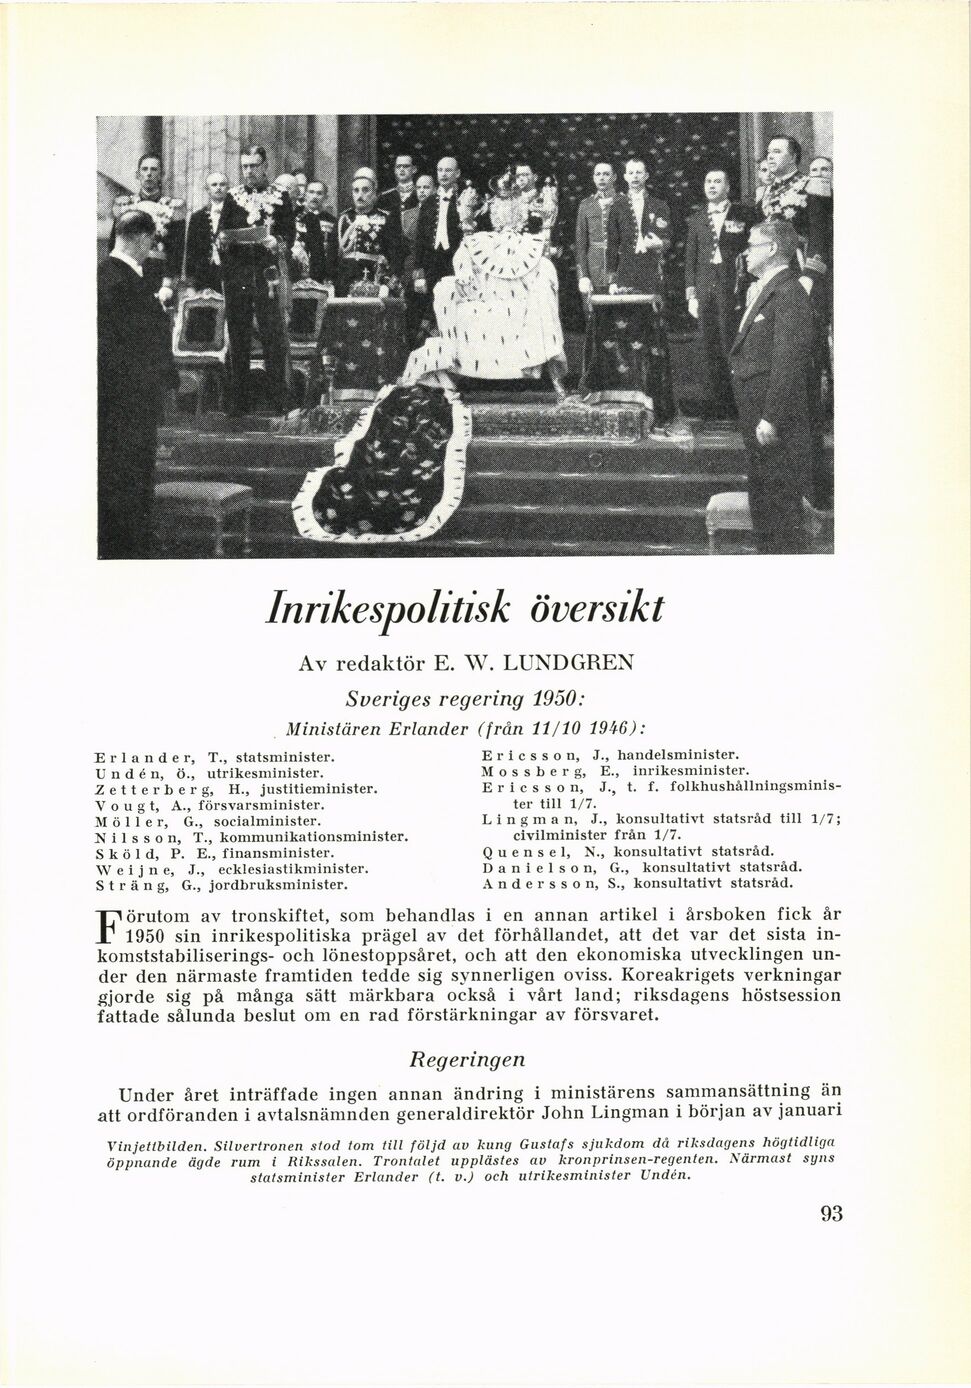 Inrikespolitisk översikt
Av redaktör E. W. LUNDGREN
Sveriges regering 1950:
Ministären Erlander (från 11/10 1946):
Erlander, T., statsminister.
Undén, ö., utrikesminister.
Zetterberg, H., justitieminister.
Vougt, A., försvarsminister.
Möller, G., socialminister.
Nilsson, T., kommunikationsminister.
Sköld, P. E., finansminister.
Weijne, J., ecklesiastikminister.
Sträng, G., jordbruksminister.
Ericsson, J., handelsminister.
Mossberg, E., inrikesminister.
Ericsson, J., t. f. folkhushållningsminis-
ter till 1/7.
Lingman, J., konsultativt statsråd till 1/7;
civilminister från 1/7.
Quensel, N., konsultativt statsråd.
Danielson, G., konsultativt statsråd.
Andersson, S., konsultativt statsråd.
Förutom av tronskiftet, som behandlas i en annan artikel i årsboken fick år
1950 sin inrikespolitiska prägel av det förhållandet, att det var det sista in-
komststabiliserings- och lönestoppsåret, och att den ekonomiska utvecklingen un-
der den närmaste framtiden tedde sig synnerligen oviss. Koreakrigets verkningar
gjorde sig på många sätt märkbara också i vårt land; riksdagens höstsession
fattade sålunda beslut om en rad förstärkningar av försvaret.
Regeringen
Under året inträffade ingen annan ändring i ministärens sammansättning än
att ordföranden i avtalsnämnden generaldirektör John Lingman i början av januari
Vinjettbilden. Silvertronen stod tom till följd av kung Gustafs sjukdom då riksdagens högtidliga
öppnande ägde rum i Rikssalen. Trontalet upplästes av kronprinsen-regenten. Närmast syns
statsminister Erlander (t. v.) och utrikesminister Undén.
93